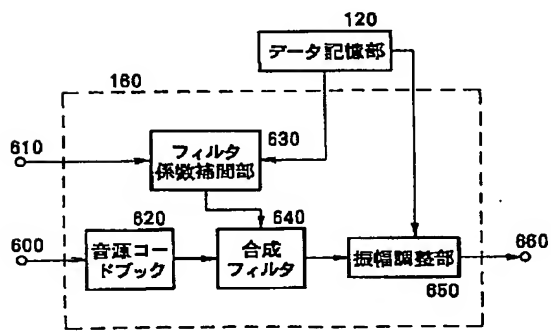 120
データ記憶部
160
610
630
フィルタ
係数補間部
620
640
660
600
音源コー
ドブック
合成
フィルタ
振幅調整部
650